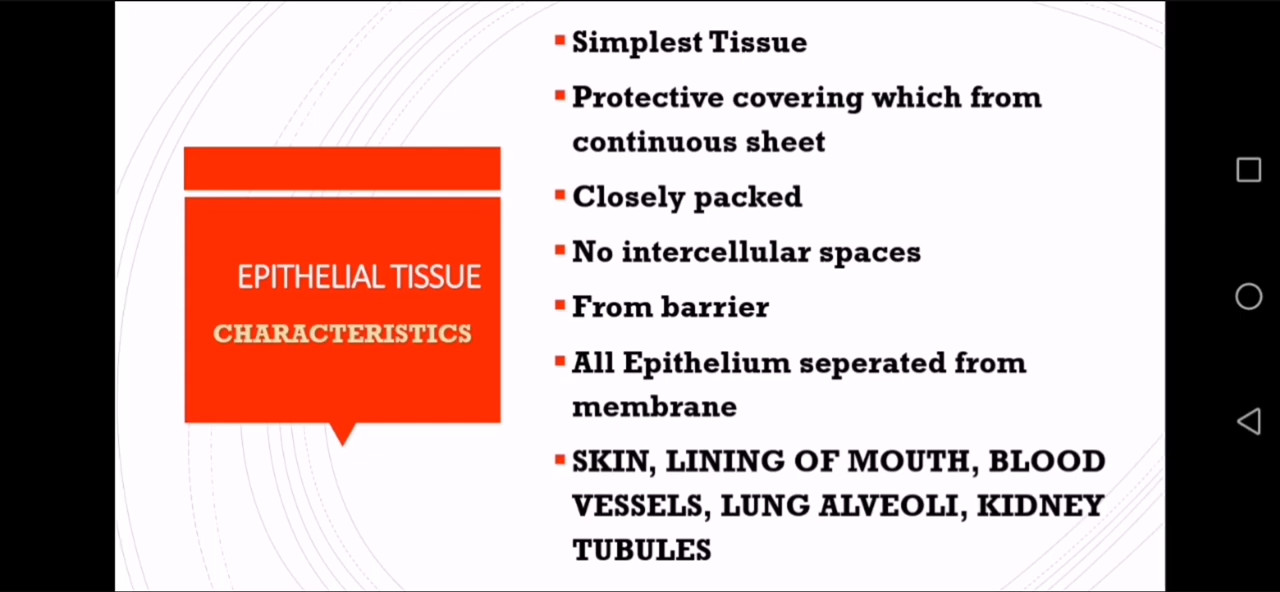 EPITHELIAL TISSUE
CHARACTERISTICS
Simplest Tissue
Protective covering which from
continuous sheet
Closely packed
No intercellular spaces
From barrier
All Epithelium seperated from
membrane
SKIN, LINING OF MOUTH, BLOOD
VESSELS, LUNG ALVEOLI, KIDNEY
TUBULES